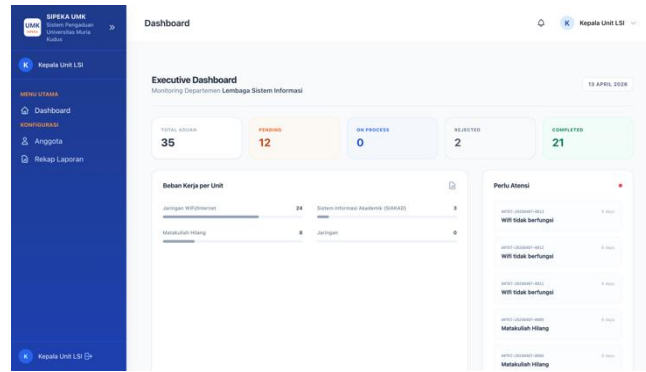 UMK
SIPEKA UMK
Sistem Pengaduan
Universitas Muria
Kudus
K Kepala Unit LSI
MENU UTAMA
Dashboard
KONFIGURASI
Anggota
Rekap Laporan
K Kepala Unit LSI
Dashboard
K Kepala Unit LSI
Executive Dashboard
Monitoring Departemen Lembaga Sistem Informasi
13 APRIL 2026
TOTAL ADUAN
35
PENDING
12
ON PROCESS
0
REJECTED
2
COMPLETED
21
Beban Kerja per Unit
Jaringan WiFi/Internet 24
Sistem Informasi Akademik (SIAKAD) 3
Matakuliah Hilang 8
Jaringan 0
Perlu Atensi
Wifi tidak berfungsi
Wifi tidak berfungsi
Wifi tidak berfungsi
Matakuliah Hilang
Matakuliah Hilang